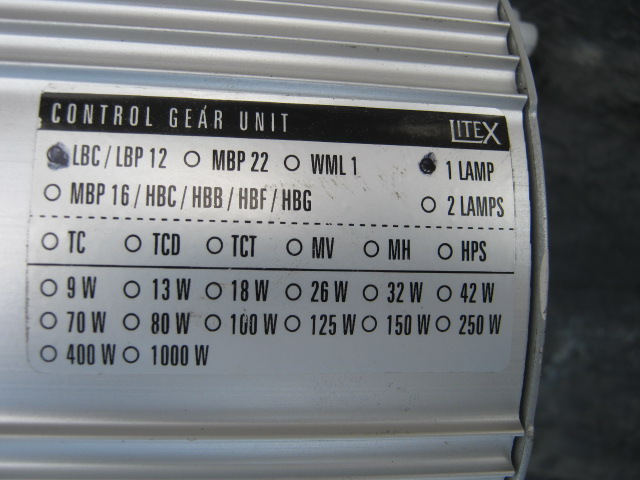 CONTROL GEAR UNIT LITEX
LBC / LBP 12 MBP 22 WML 1 1 LAMP
MBP 16 / HBC / HBB / HBF / HBG 2 LAMPS
TC TCD TCT MV MH HPS
9 W 13 W 18 W 26 W 32 W 42 W
70 W 80 W 100 W 125 W 150 W 250 W
400 W 1000 W